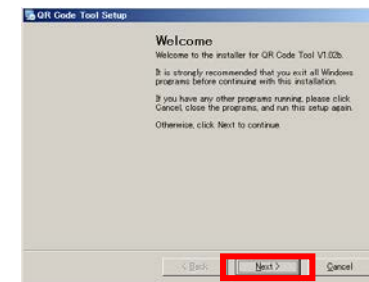 QR Code Tool Setup
Welcome
Welcome to the installer for QR Code Tool V1.02b.
It is strongly recommended that you exit all Windows
programs before continuing with this installation.
If you have any other programs running, please click
Cancel, close the programs, and run this setup again.
Otherwise, click Next to continue.
< Back
Next >
Cancel